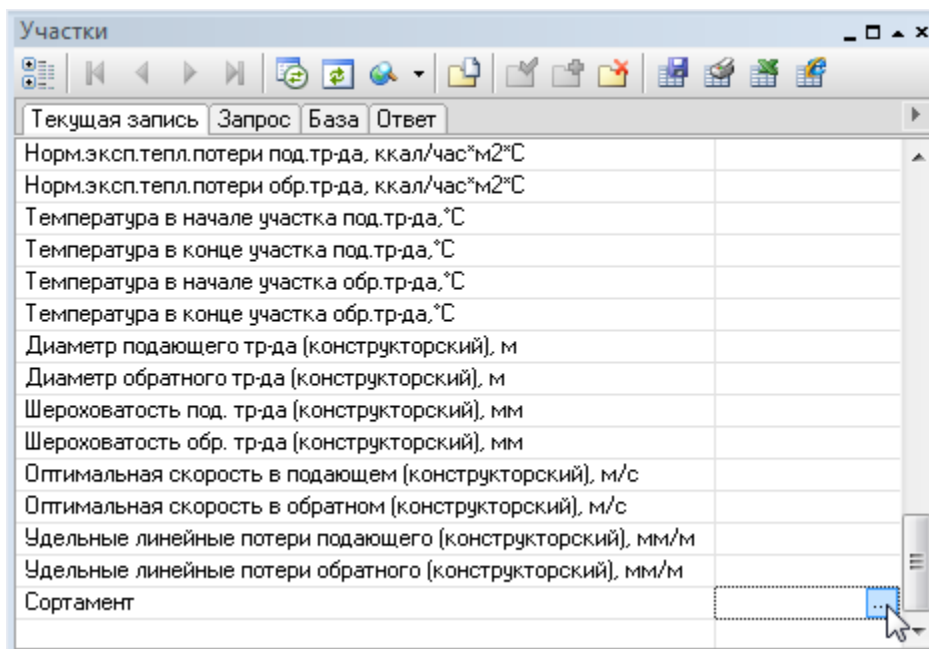 Участки
Текущая запись Запрос База Ответ
Норм.эксп.тепл.потери под.тр-да, ккал/час*м2*°С
Норм.эксп.тепл.потери обр.тр-да, ккал/час*м2*°С
Температура в начале участка под.тр-да,°С
Температура в конце участка под.тр-да,°С
Температура в начале участка обр.тр-да,°С
Температура в конце участка обр.тр-да,°С
Диаметр подающего тр-да (конструкторский), м
Диаметр обратного тр-да (конструкторский), м
Шероховатость под. тр-да (конструкторский), мм
Шероховатость обр. тр-да (конструкторский), мм
Оптимальная скорость в подающем (конструкторский), м/с
Оптимальная скорость в обратном (конструкторский), м/с
Удельные линейные потери подающего (конструкторский), мм/м
Удельные линейные потери обратного (конструкторский), мм/м
Сортамент ...